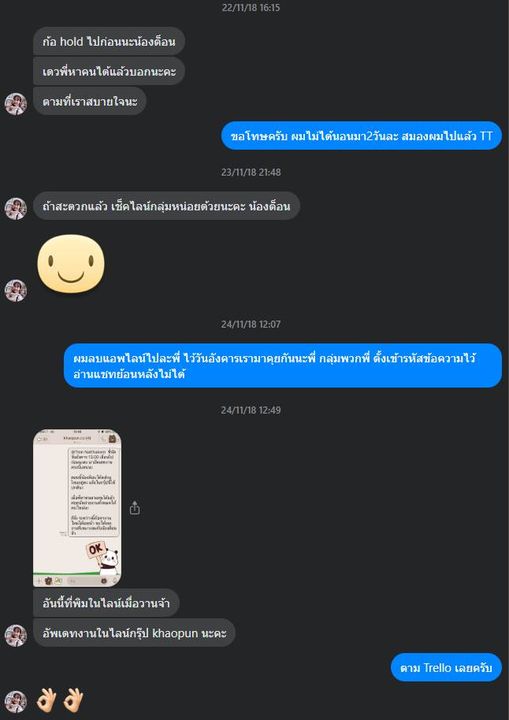 22/11/18 16:15
ก้อ hold ไปก่อนนะน้องต็อน
เดวพี่หาคนได้แล้วบอกนะคะ
ตามที่เราสบายใจนะ
ขอโทษครับ ผมไม่ได้นอนมา2วันละ สมองผมไปแล้ว TT
23/11/18 21:48
ถ้าสะดวกแล้ว เช็คไลน์กลุ่มหน่อยด้วยนะคะ น้องต็อน
24/11/18 12:07
ผมลบแอพไลน์ไปละพี่ ไว้วันอังคารเรามาคุยกันนะพี่ กลุ่มพวกพี่ ตั้งเข้ารหัสข้อความไว้
อ่านแชทย้อนหลังไม่ได้
24/11/18 12:49
OK
อันนี้ที่พิมในไลน์เมื่อวานจ้า
อัพเดทงานในไลน์กรุ๊ป khaopun นะคะ
ตาม Trello เลยครับ